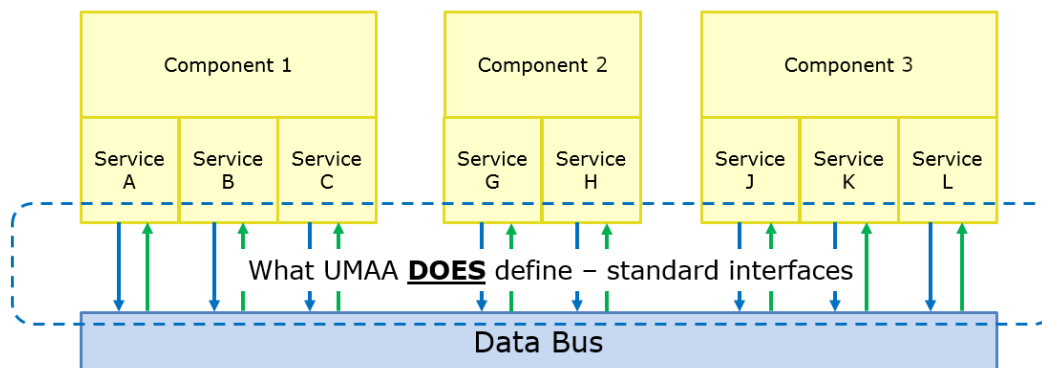 Component 1
Component 2
Component 3
Service
A
Service
B
Service
C
Service
G
Service
H
Service
J
Service
K
Service
L
What UMAA DOES define – standard interfaces
Data Bus